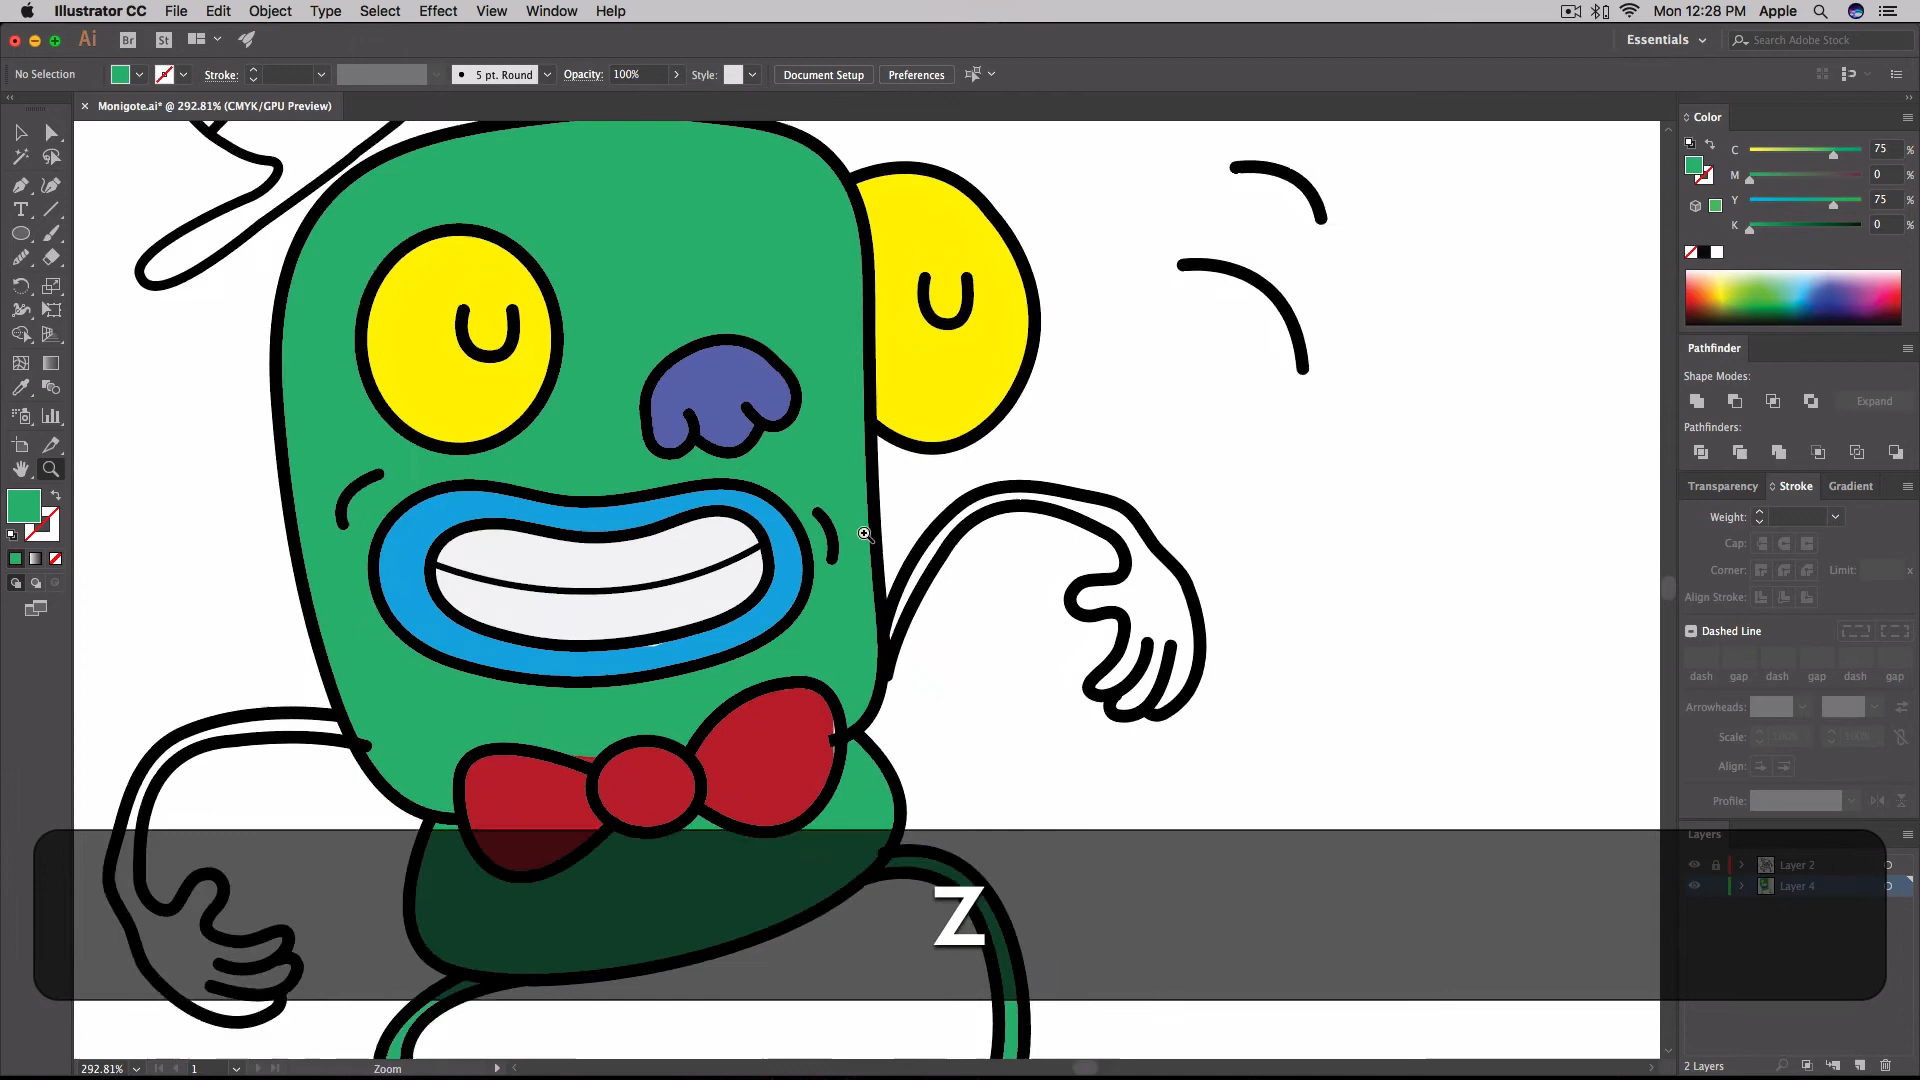 Illustrator CC File Edit Object Type Select Effect View Window Help Mon 12:28 PM Apple
Ai Br St Essentials Search Adobe Stock
No Selection Stroke: 5 pt. Round Opacity: 100% Style: Document Setup Preferences
Monigote.ai* @ 292.81% (CMYK/GPU Preview)
Color
C 75 %
M 0 %
Y 75 %
K 0 %
Pathfinder
Shape Modes:
Expand
Pathfinders:
Transparency Stroke Gradient
Weight:
Cap:
Corner: Limit: x
Align Stroke:
Dashed Line
dash gap dash gap dash gap
Arrowheads:
Scale: 100% 100%
Align:
Profile:
Layers
Layer 2
Layer 4
Z
292.81% 1 Zoom
2 Layers